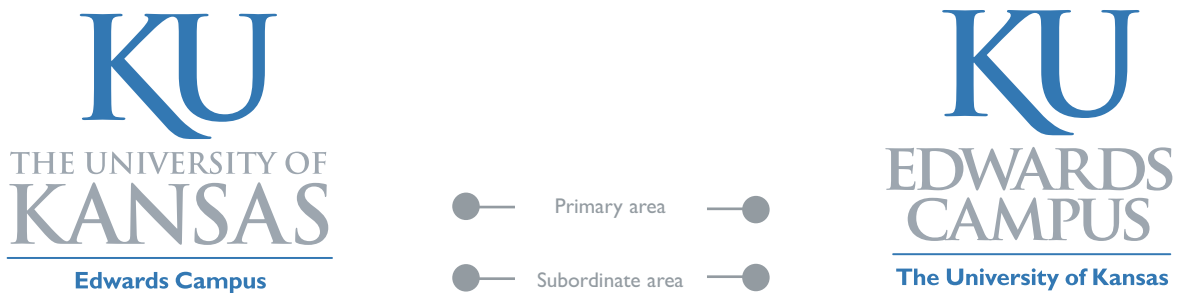 KU
THE UNIVERSITY OF
KANSAS
Edwards Campus
Primary area
Subordinate area
KU
EDWARDS
CAMPUS
The University of Kansas